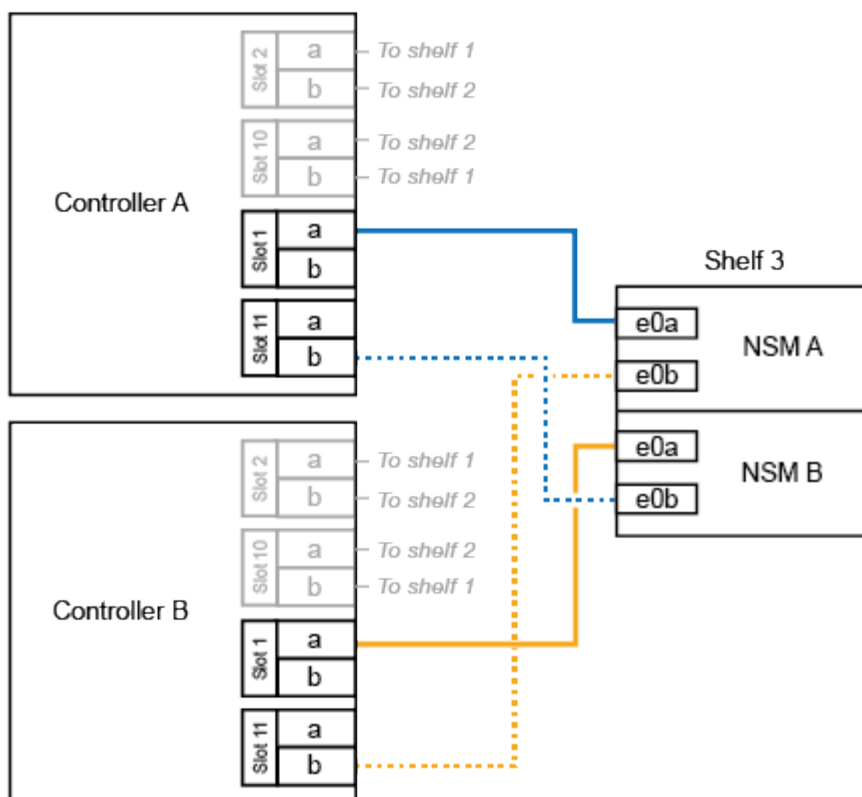 Controller A
Slot 2
a
To shelf 1
b
To shelf 2
Slot 10
a
To shelf 2
b
To shelf 1
Slot 1
a
b
Slot 11
a
b
Controller B
Slot 2
a
To shelf 1
b
To shelf 2
Slot 10
a
To shelf 2
b
To shelf 1
Slot 1
a
b
Slot 11
a
b
Shelf 3
e0a
NSM A
e0b
e0a
NSM B
e0b